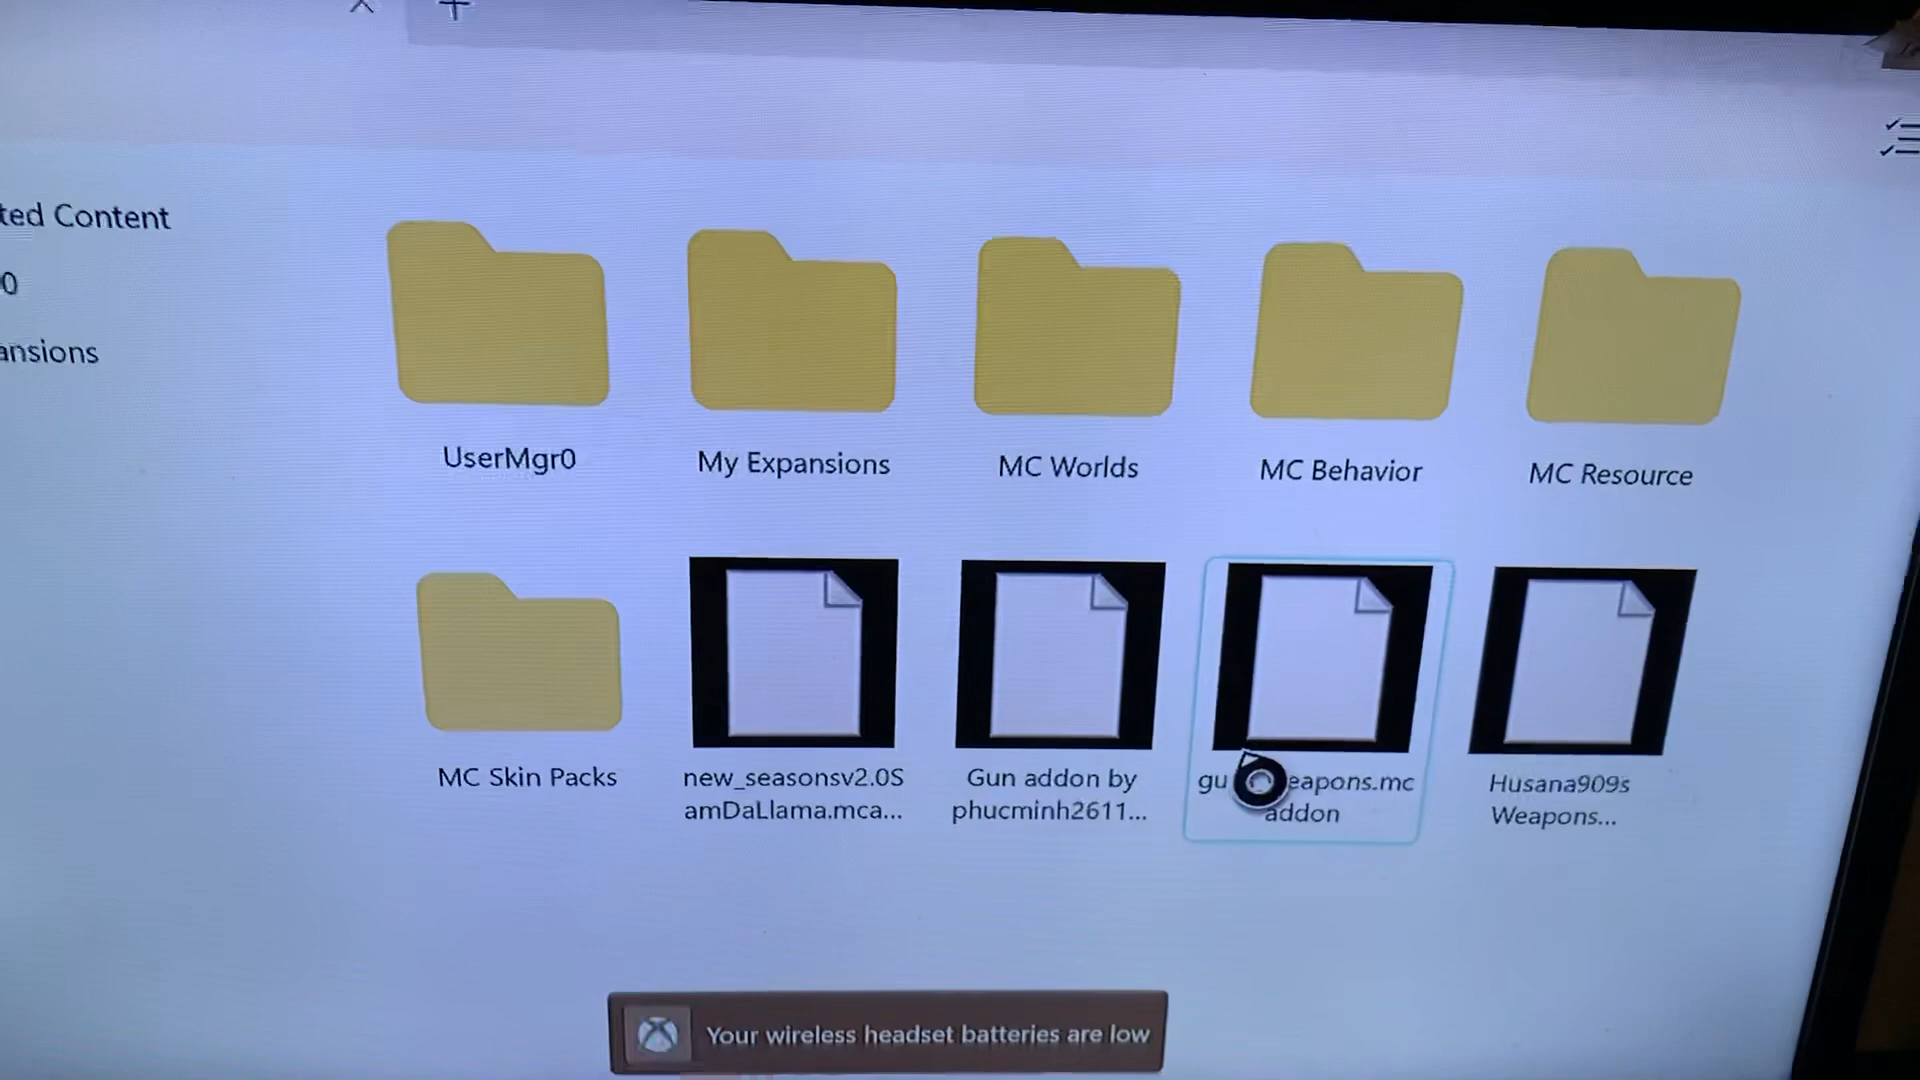 ted Content
0
ansions
UserMgr0
My Expansions
MC Worlds
MC Behavior
MC Resource
MC Skin Packs
new_seasonsv2.0S
amDaLlama.mca...
Gun addon by
phucminh2611...
gu eapons.mc
addon
Husana909s
Weapons...
Your wireless headset batteries are low